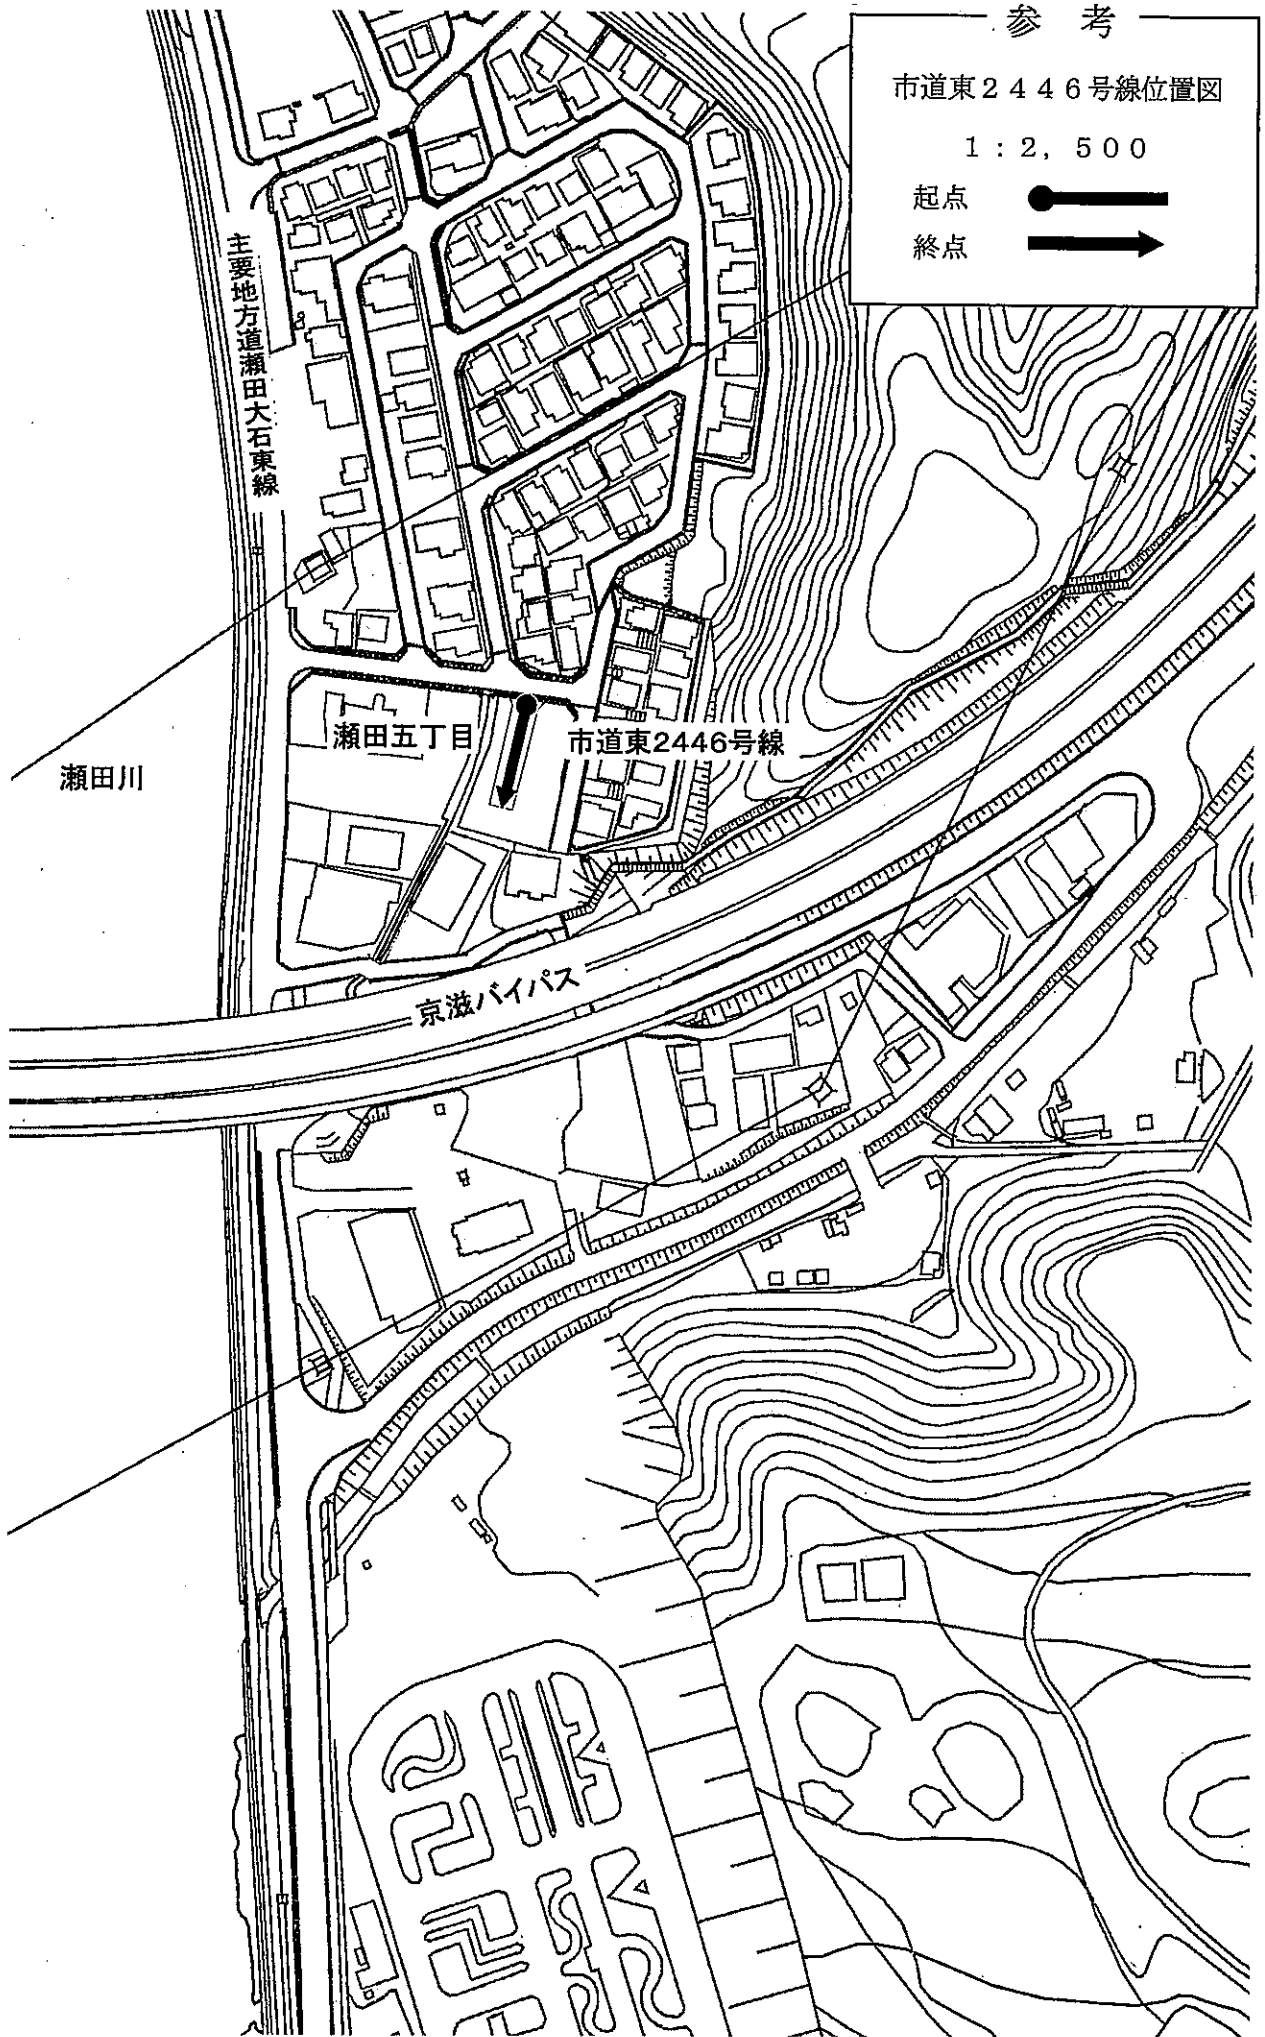 参 考
市道東2446号線位置図
1:2,500
起点
終点
主要地方道瀬田大石東線
瀬田五丁目
市道東2446号線
瀬田川
京滋バイパス